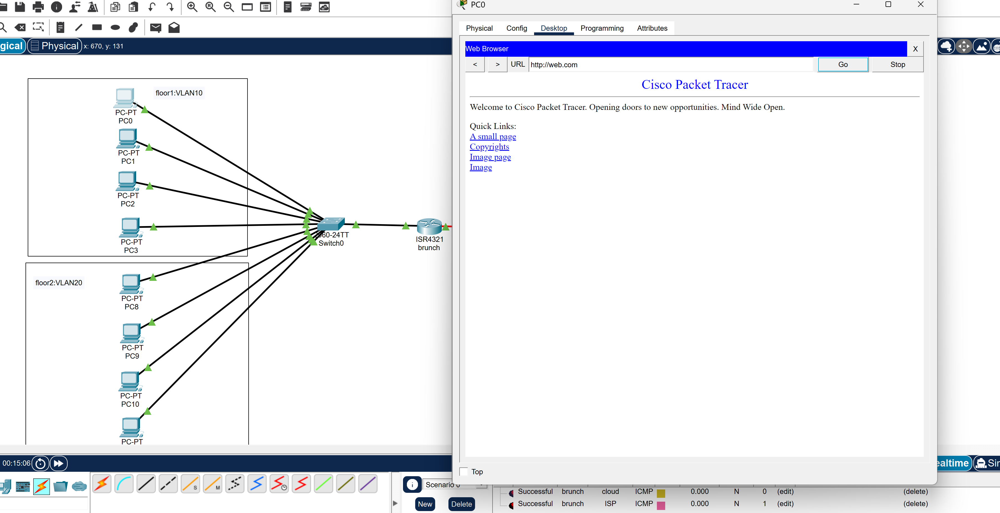 PC0
Physical Config Desktop Programming Attributes
gical Physical x: 670, y: 131
Web Browser X
< > URL http://web.com Go Stop
Cisco Packet Tracer
Welcome to Cisco Packet Tracer. Opening doors to new opportunities. Mind Wide Open.
Quick Links:
A small page
Copyrights
Image page
Image
floor1:VLAN10
PC-PT
PC0
PC-PT
PC1
PC-PT
PC2
PC-PT
PC3
2960-24TT
Switch0
ISR4321
brunch
floor2:VLAN20
PC-PT
PC8
PC-PT
PC9
PC-PT
PC10
PC-PT
Top
00:15:06
ealtime Sir
S M
Scenario 0
New Delete
Successful brunch cloud ICMP 0.000 N 0 (edit) (delete)
Successful brunch ISP ICMP 0.000 N 1 (edit) (delete)